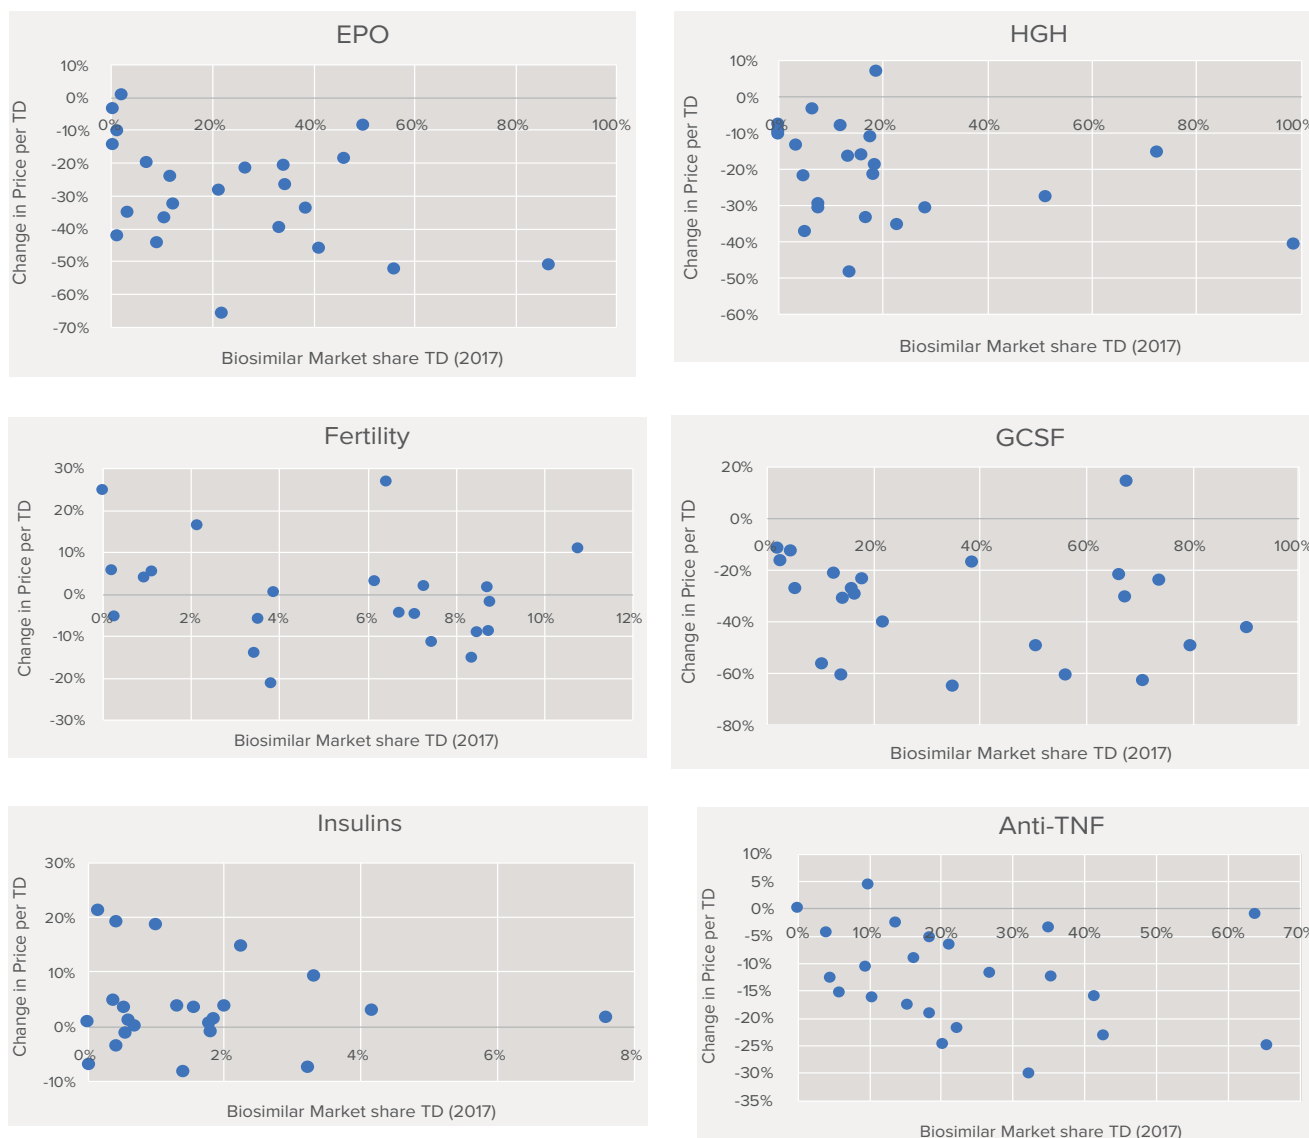 EPO
Change in Price per TD
10%
0%
-10%
-20%
-30%
-40%
-50%
-60%
-70%
0% 20% 40% 60% 80% 100%
Biosimilar Market share TD (2017)
HGH
Change in Price per TD
10%
0%
-10%
-20%
-30%
-40%
-50%
-60%
0% 20% 40% 60% 80% 100%
Biosimilar Market share TD (2017)
Fertility
Change in Price per TD
30%
20%
10%
0%
-10%
-20%
-30%
0% 2% 4% 6% 8% 10% 12%
Biosimilar Market share TD (2017)
GCSF
Change in Price per TD
20%
0%
-20%
-40%
-60%
-80%
0% 20% 40% 60% 80% 100%
Biosimilar Market share TD (2017)
Insulins
Change in Price per TD
30%
20%
10%
0%
-10%
0% 2% 4% 6% 8%
Biosimilar Market share TD (2017)
Anti-TNF
Change in Price per TD
10%
5%
0%
-5%
-10%
-15%
-20%
-25%
-30%
-35%
0% 10% 20% 30% 40% 50% 60% 70%
Biosimilar Market share TD (2017)